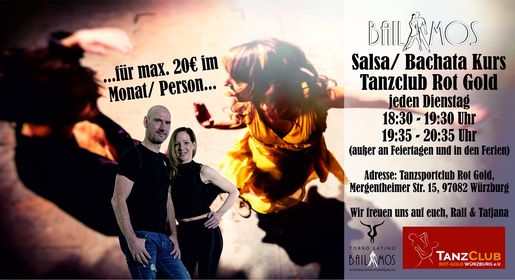 ...für max. 20€ im
Monat/ Person...
BAILAMOS
Salsa/ Bachata Kurs
Tanzclub Rot Gold
jeden Dienstag
18:30 - 19:30 Uhr
19:35 - 20:35 Uhr
(außer an Feiertagen und in den Ferien)
Adresse: Tanzsportclub Rot Gold,
Mergentheimer Str. 15, 97082 Würzburg
Wir freuen uns auf euch, Ralf & Tatjana
TORRO LATINO
BAILAMOS
TANZCLUB
ROT-GOLD WÜRZBURG e.V.